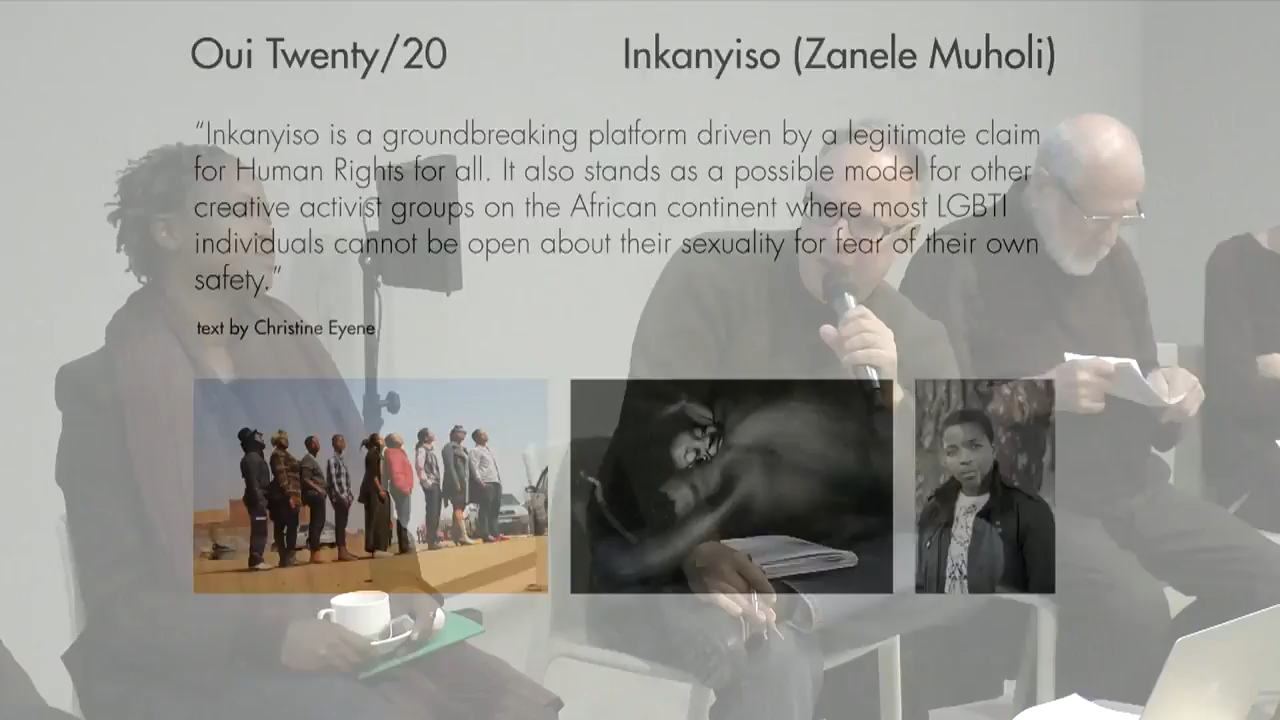 Oui Twenty/20
Inkanyiso (Zanele Muholi)
“Inkanyiso is a groundbreaking platform driven by a legitimate claim
for Human Rights for all. It also stands as a possible model for other
creative activist groups on the African continent where most LGBTI
individuals cannot be open about their sexuality for fear of their own
safety.”
text by Christine Eyene